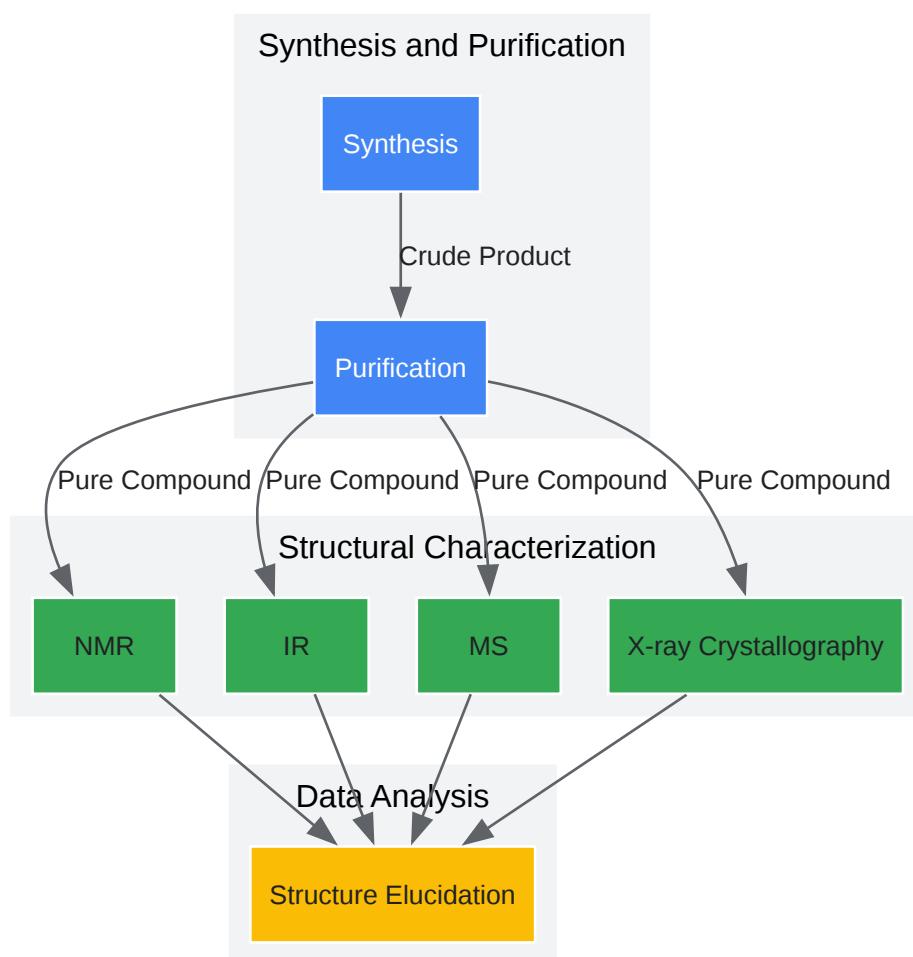 Synthesis and Purification
Synthesis
Crude Product
Purification
Pure Compound Pure Compound Pure Compound Pure Compound
Structural Characterization
NMR IR MS X-ray Crystallography
Data Analysis
Structure Elucidation